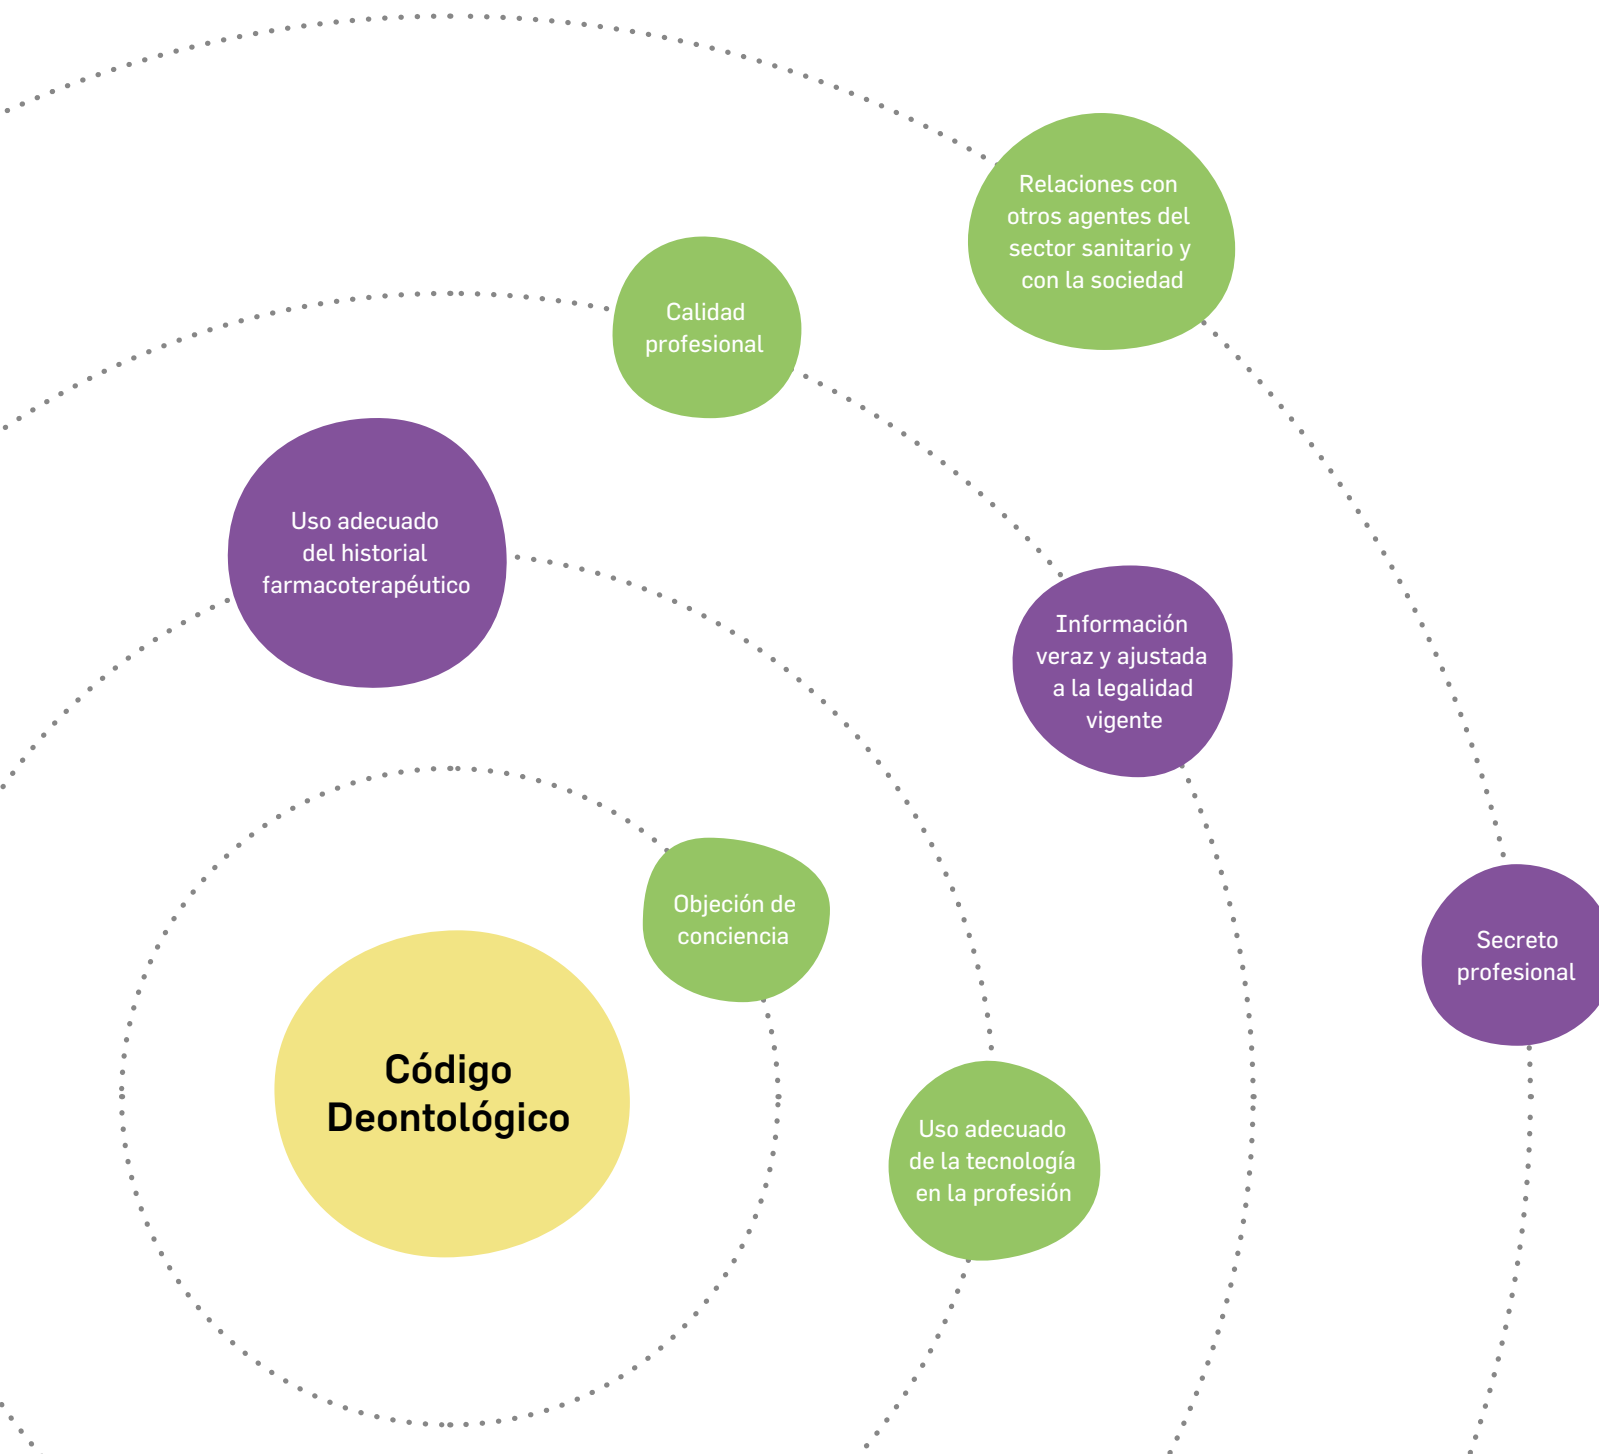 Relaciones con
otros agentes del
sector sanitario y
con la sociedad
Calidad
profesional
Uso adecuado
del historial
farmacoterapéutico
Información
veraz y ajustada
a la legalidad
vigente
Objeción de
conciencia
Secreto
profesional
Código
Deontológico
Uso adecuado
de la tecnología
en la profesión